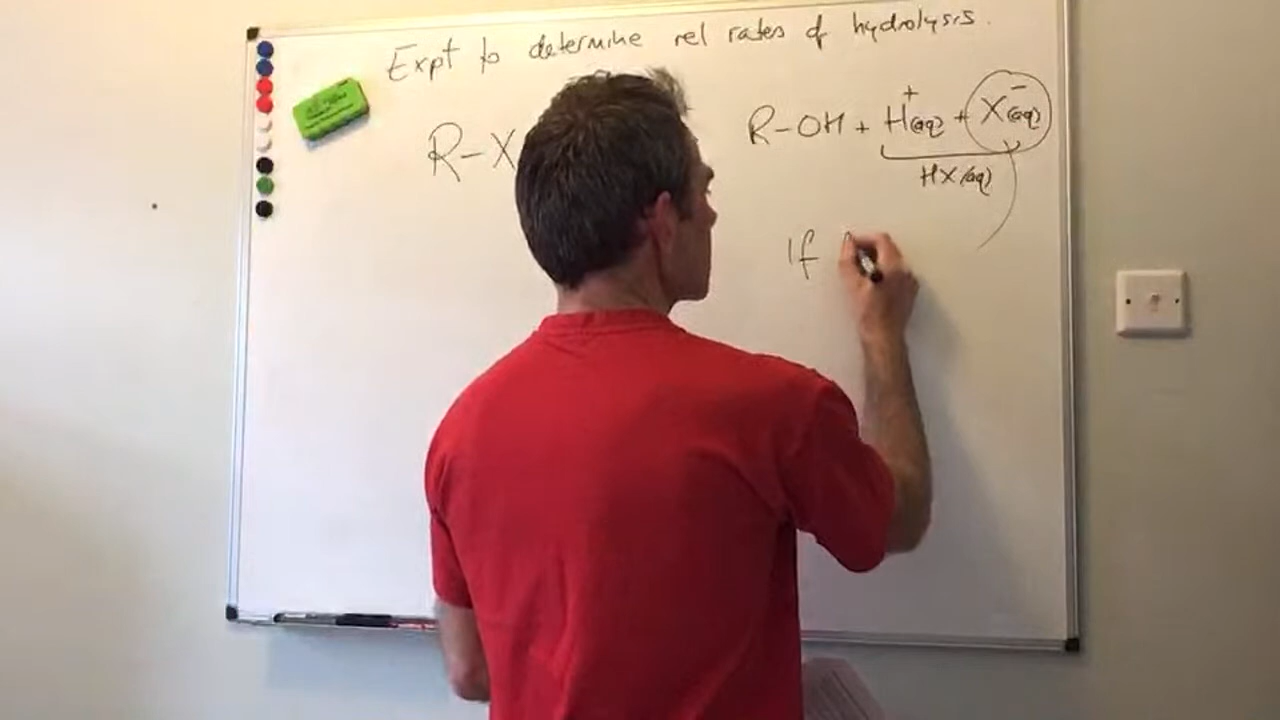 Expt to determine rel rates of hydrolysis.
R-X R-OH + H⁺(aq) + X⁻(aq)
HX(aq)
If